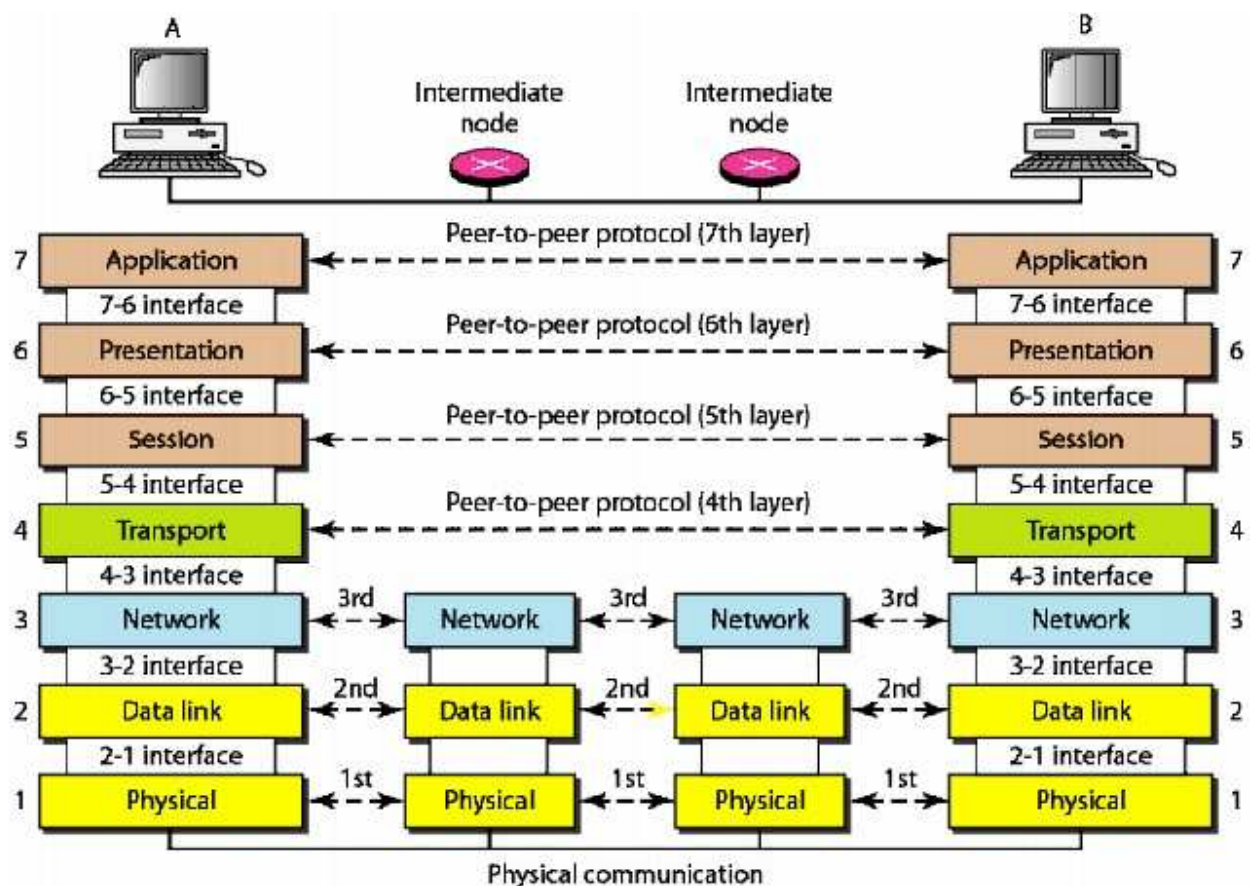 A
B
Intermediate
node
Intermediate
node
Peer-to-peer protocol (7th layer)
7 Application Application 7
7-6 interface 7-6 interface
Peer-to-peer protocol (6th layer)
6 Presentation Presentation 6
6-5 interface 6-5 interface
Peer-to-peer protocol (5th layer)
5 Session Session 5
5-4 interface 5-4 interface
Peer-to-peer protocol (4th layer)
4 Transport Transport 4
4-3 interface 4-3 interface
3rd 3rd 3rd
3 Network Network Network Network 3
3-2 interface 3-2 interface
2nd 2nd 2nd
2 Data link Data link Data link Data link 2
2-1 interface 2-1 interface
1st 1st 1st
1 Physical Physical Physical Physical 1
Physical communication